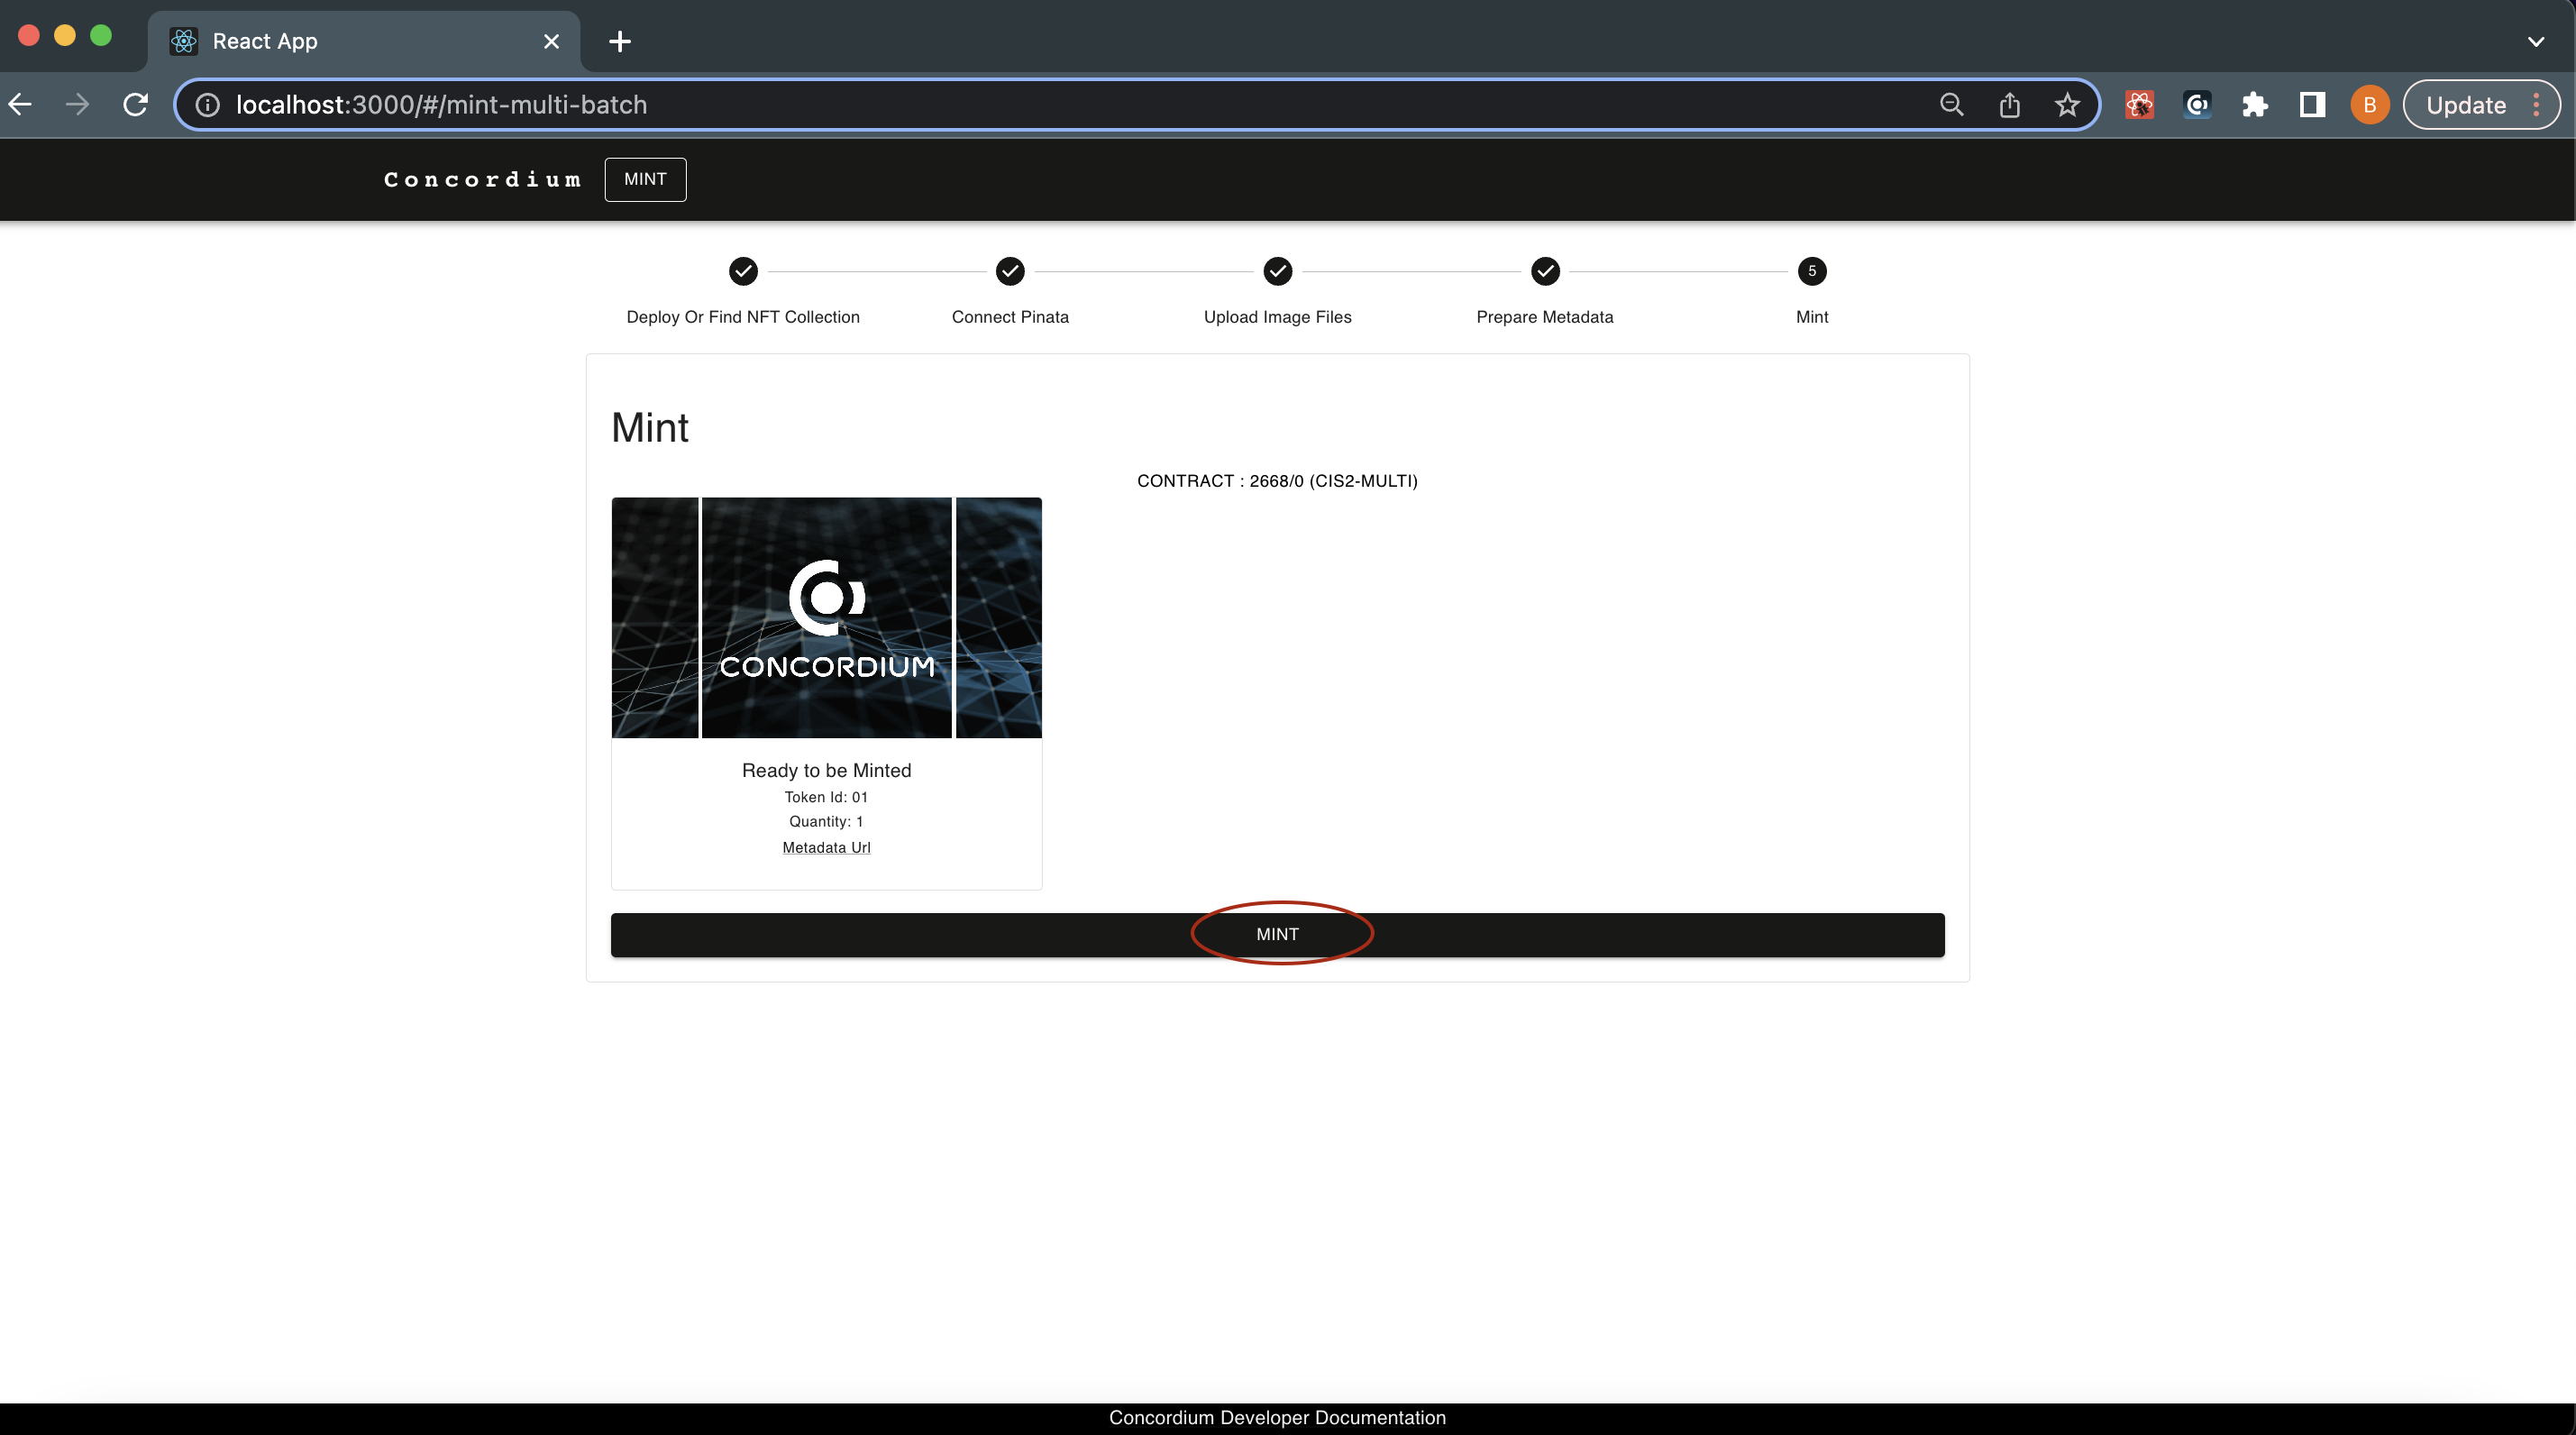 React App
localhost:3000/#/mint-multi-batch
B
Update
Concordium
MINT
5
Deploy Or Find NFT Collection
Connect Pinata
Upload Image Files
Prepare Metadata
Mint
Mint
CONTRACT : 2668/0 (CIS2-MULTI)
CONCORDIUM
Ready to be Minted
Token Id: 01
Quantity: 1
Metadata Url
MINT
Concordium Developer Documentation